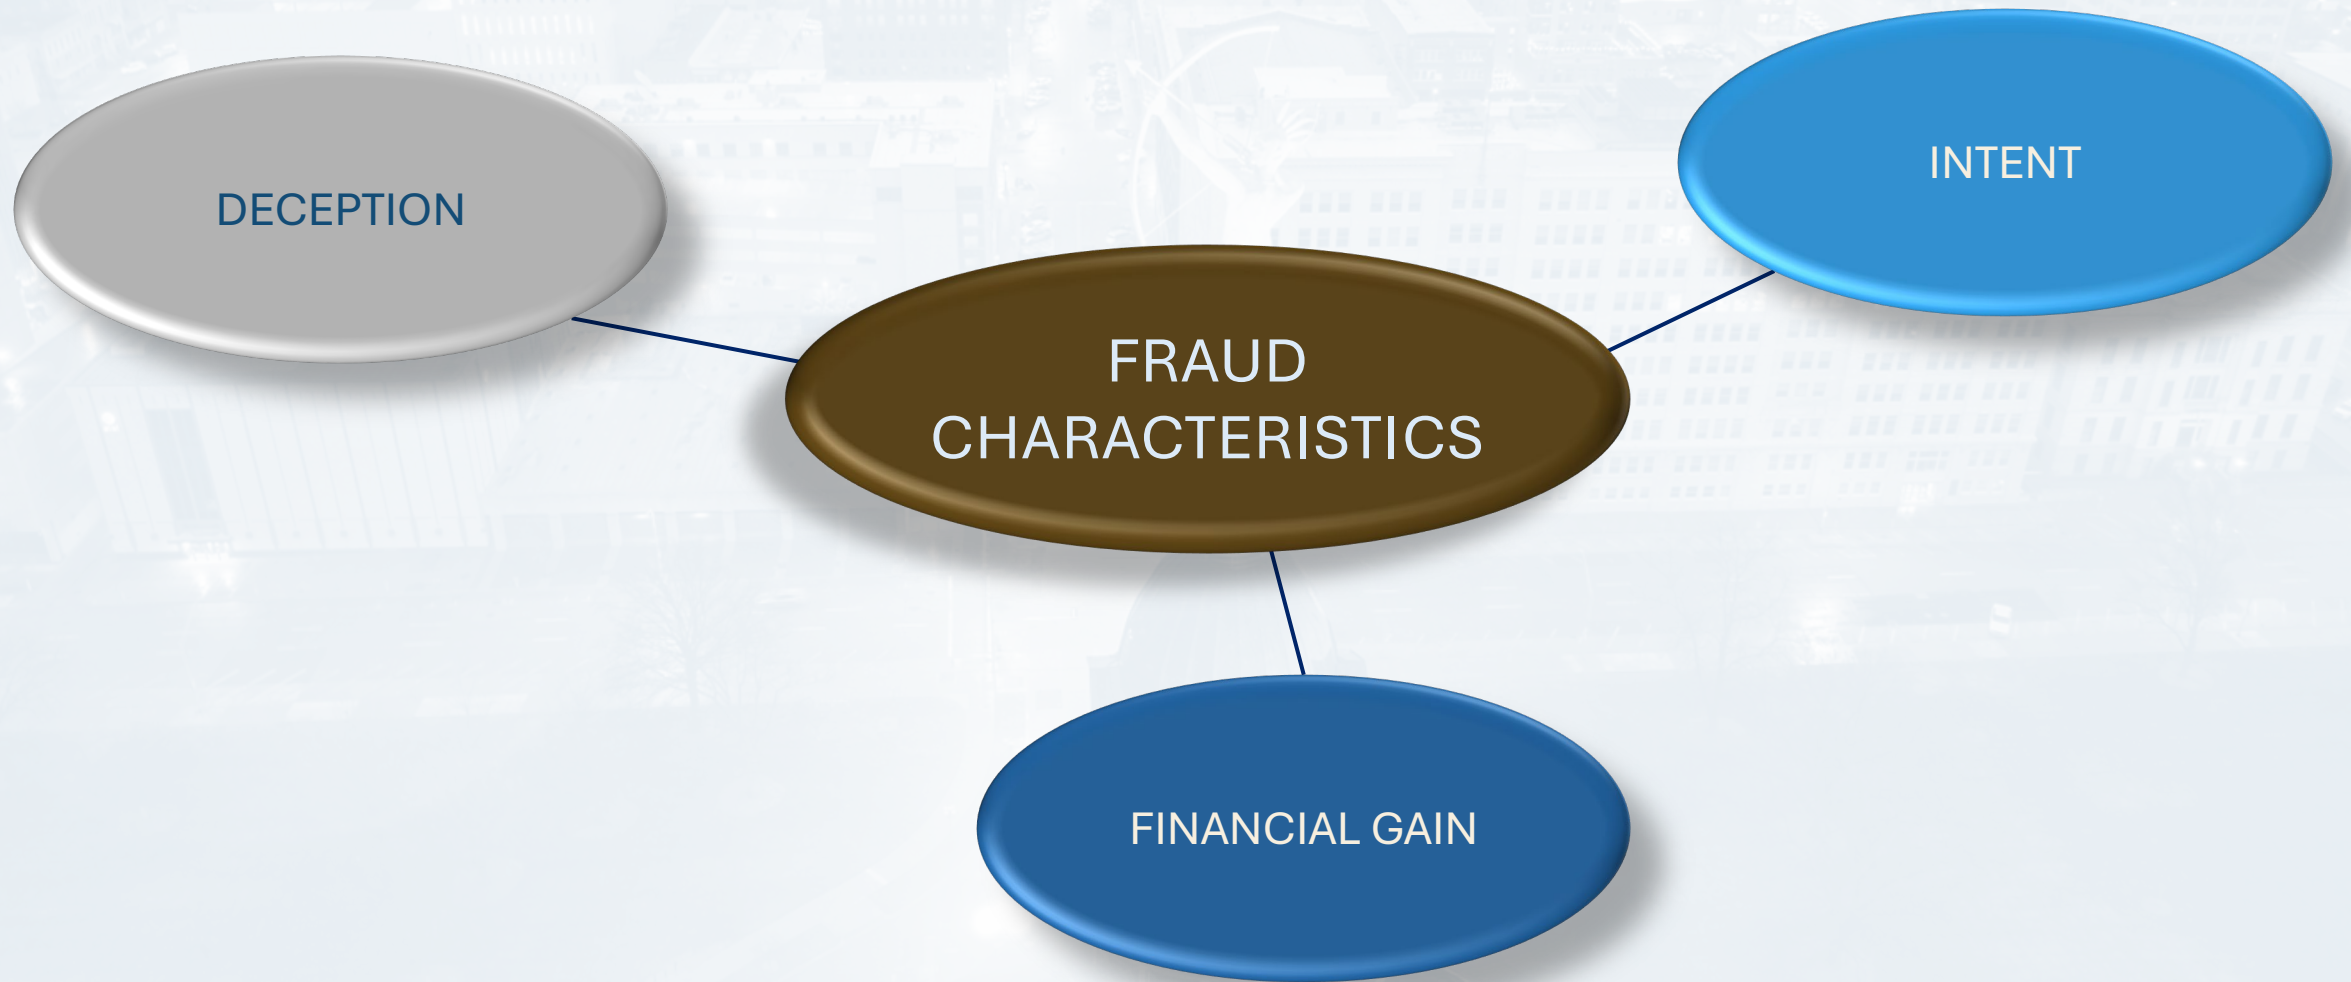 DECEPTION
INTENT
FRAUD
CHARACTERISTICS
FINANCIAL GAIN